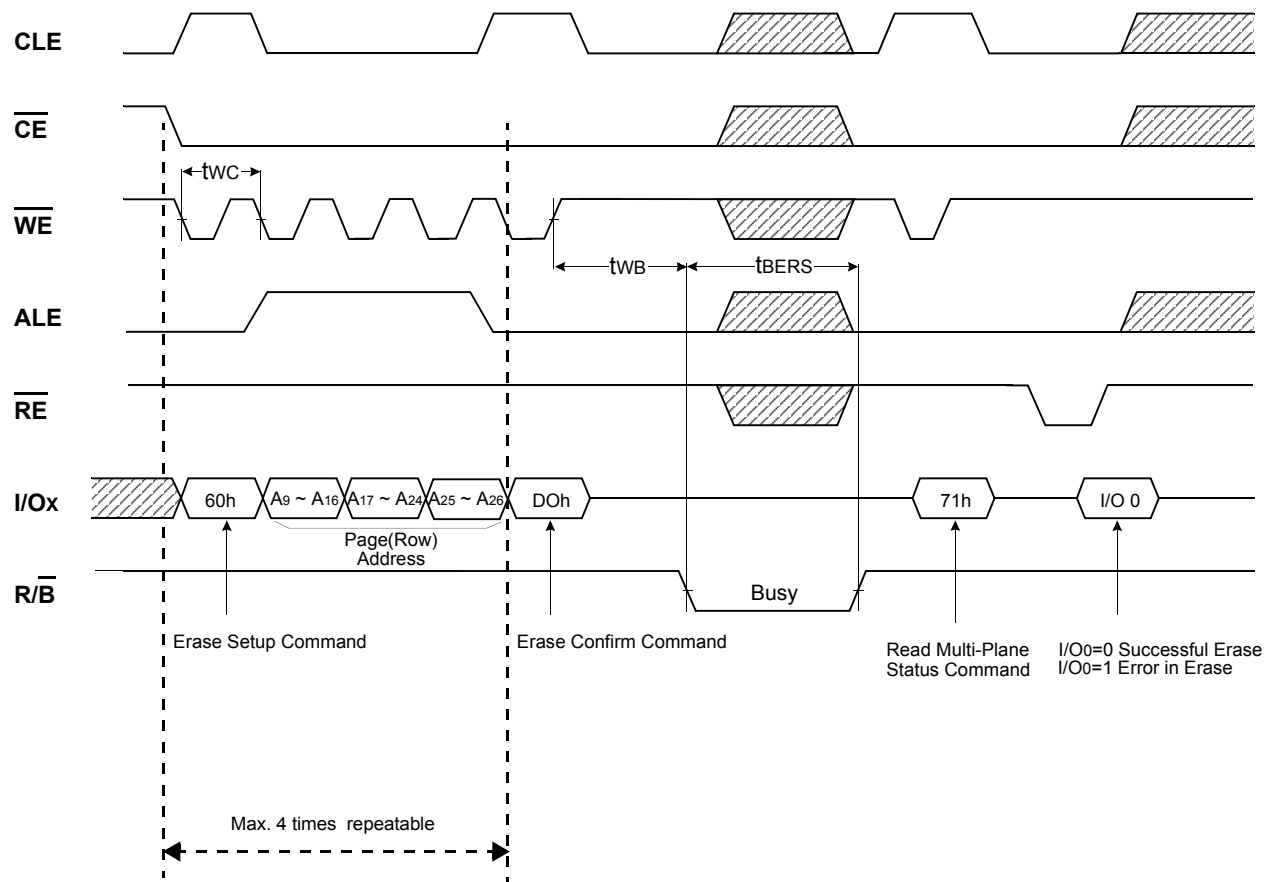 CLE
CE
tWC
WE
tWB
tBERS
ALE
RE
I/Ox
60h
A9 ~ A16
A17 ~ A24
A25 ~ A26
DOh
71h
I/O 0
Page(Row)
Address
R/B
Busy
Erase Setup Command
Erase Confirm Command
Read Multi-Plane
Status Command
I/O0=0 Successful Erase
I/O0=1 Error in Erase
Max. 4 times repeatable